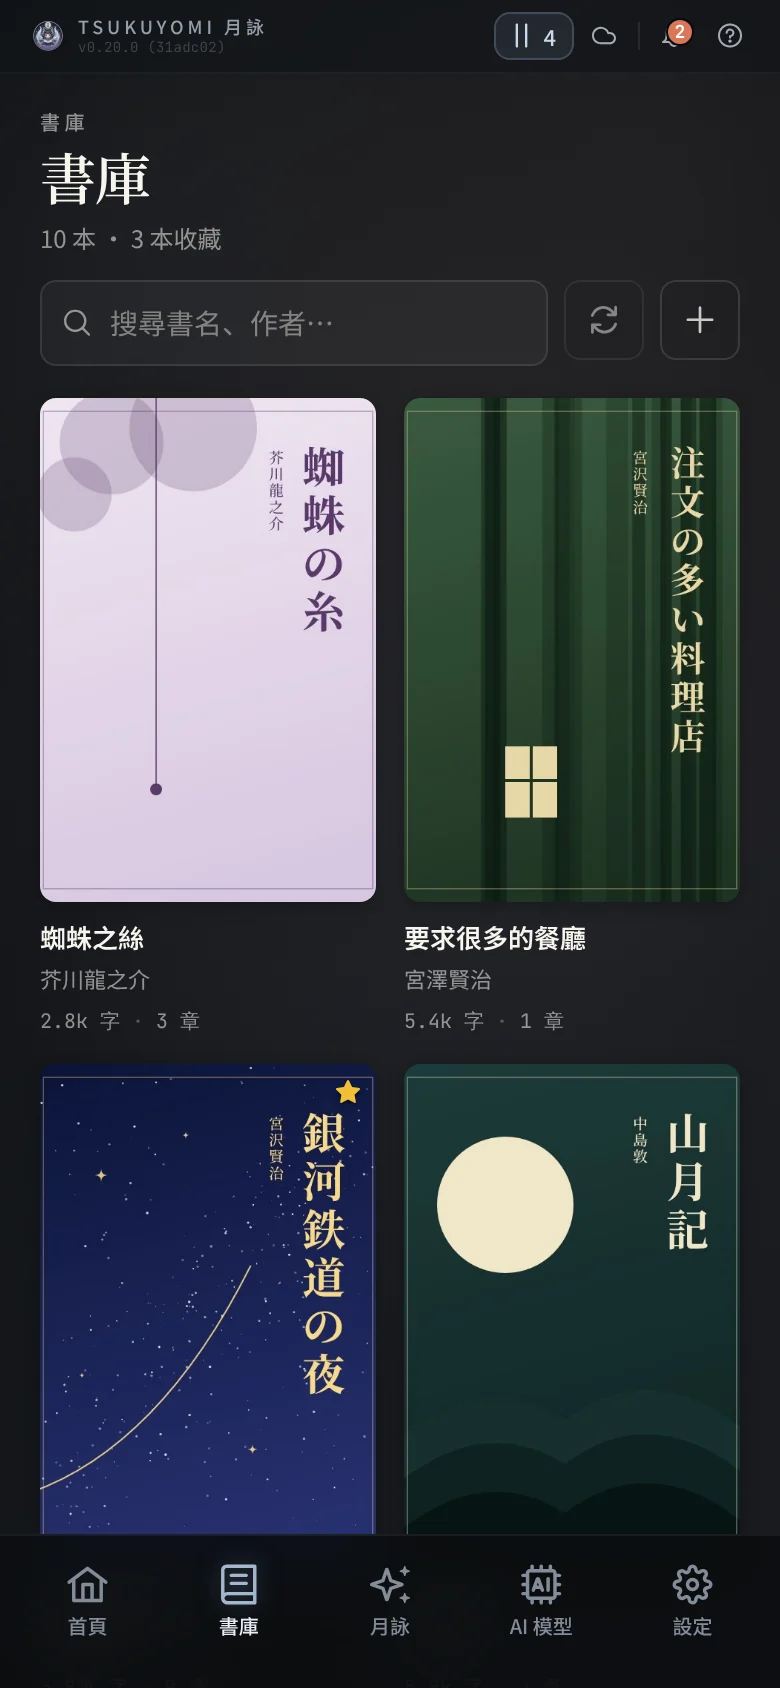 TSUKUYOMI 月詠
v0.20.0 (31adc02)
4
2
書庫
書庫
10 本 • 3 本收藏
搜尋書名、作者⋯
蜘蛛の糸
芥川龍之介
注文の多い料理店
宮沢賢治
蜘蛛之絲
芥川龍之介
2.8k 字 · 3 章
要求很多的餐廳
宮澤賢治
5.4k 字 · 1 章
銀河鉄道の夜
宮沢賢治
山月記
中島敦
首頁
書庫
月詠
AI
AI 模型
設定